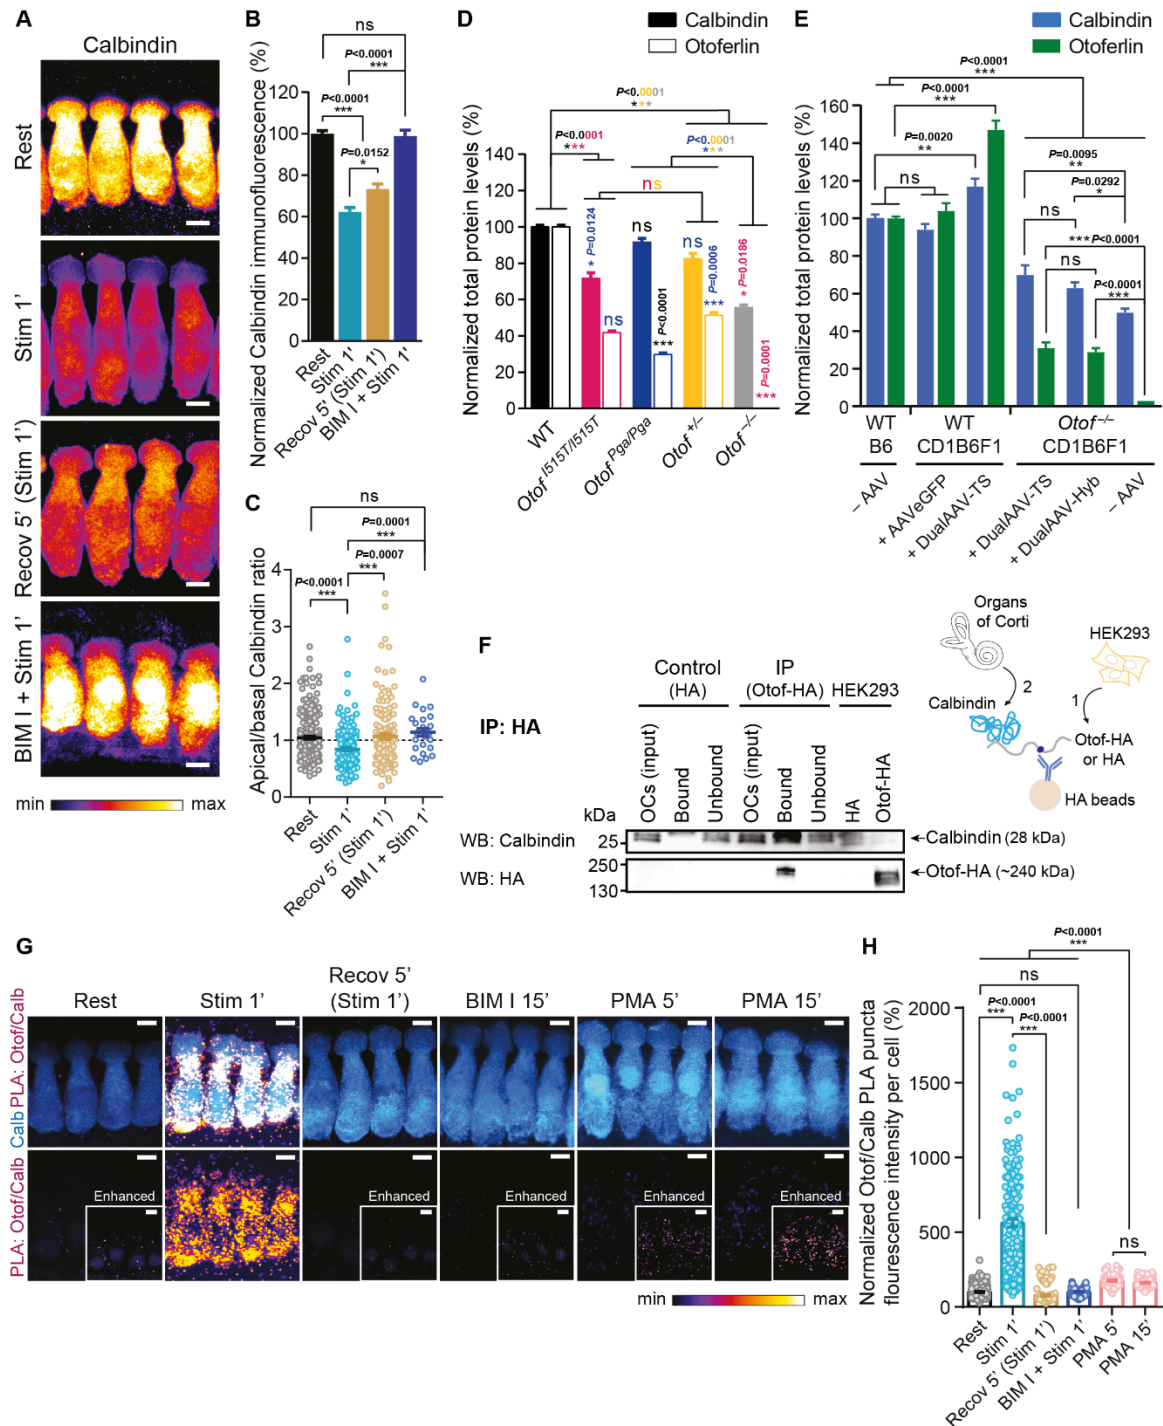 A
Calbindin
Rest
Stim 1’
Recov 5’ (Stim 1’)
BIM I + Stim 1’
min
max
B
Normalized Calbindin immunofluorescence (%)
ns
P<0.0001
***
P<0.0001
***
P=0.0152
*
120
100
80
60
40
20
0
Rest
Stim 1’
Recov 5’ (Stim 1’)
BIM I + Stim 1’
C
Apical/basal Calbindin ratio
ns
P=0.0001
***
P=0.0007
***
P<0.0001
***
4
3
2
1
0
Rest
Stim 1’
Recov 5’ (Stim 1’)
BIM I + Stim 1’
D
Calbindin
Otoferlin
Normalized total protein levels (%)
P<0.0001
***
P<0.0001
***
P<0.0001
***
ns
P=0.0124
*
ns
ns
P<0.0001
***
ns
P=0.0006
***
P=0.0186
*
P=0.0001
***
140
120
100
80
60
40
20
0
WT
Otof I515T/I515T
Otof Pga/Pga
Otof +/–
Otof –/–
E
Calbindin
Otoferlin
Normalized total protein levels (%)
P<0.0001
***
P<0.0001
***
P=0.0020
**
ns
P=0.0095
**
P=0.0292
*
ns
*** P<0.0001
ns
P<0.0001
***
160
140
120
100
80
60
40
20
0
WT
B6
WT
CD1B6F1
Otof –/–
CD1B6F1
– AAV
+ AAVeGFP
+ DualAAV-TS
+ DualAAV-TS
+ DualAAV-Hyb
– AAV
F
IP: HA
Control
(HA)
IP
(Otof-HA)
HEK293
OCs (input)
Bound
Unbound
OCs (input)
Bound
Unbound
HA
Otof-HA
kDa
WB: Calbindin
25
Calbindin (28 kDa)
WB: HA
250
130
Otof-HA (~240 kDa)
Organs
of Corti
HEK293
2
1
Calbindin
Otof-HA
or HA
HA beads
G
Rest
Stim 1’
Recov 5’
(Stim 1’)
BIM I 15’
PMA 5’
PMA 15’
Calb PLA: Otof/Calb
PLA: Otof/Calb
Enhanced
Enhanced
Enhanced
Enhanced
Enhanced
min
max
H
Normalized Otof/Calb PLA puncta
flourescence intensity per cell (%)
P<0.0001
***
ns
P<0.0001
***
P<0.0001
***
ns
2000
1500
1000
500
0
Rest
Stim 1’
Recov 5’ (Stim 1’)
BIM I + Stim 1’
PMA 5’
PMA 15’